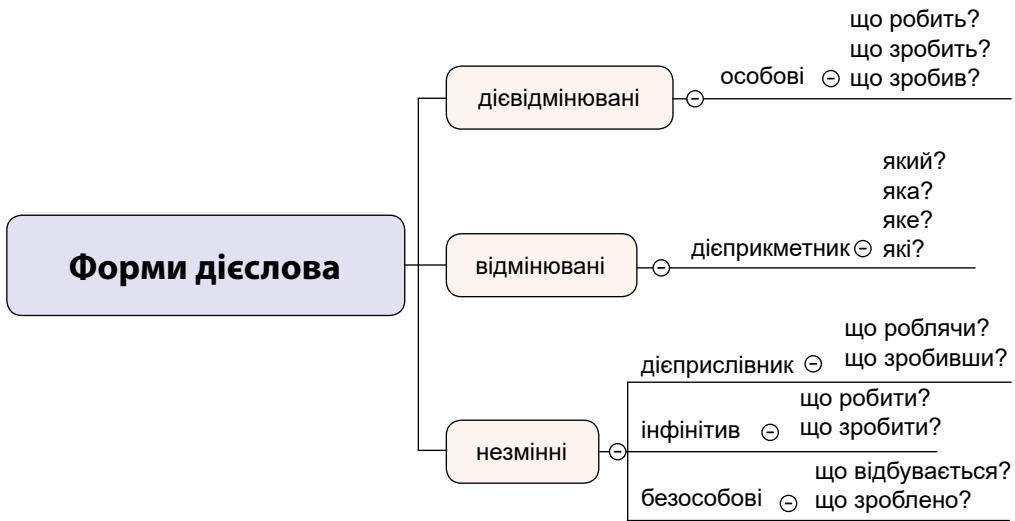 Форми дієслова
дієвідмінювані
особові
що робить?
що зробить?
що зробив?
відмінювані
дієприкметник
який?
яка?
яке?
які?
незмінні
дієприслівник
що роблячи?
що зробивши?
інфінітив
що робити?
що зробити?
безособові
що відбувається?
що зроблено?